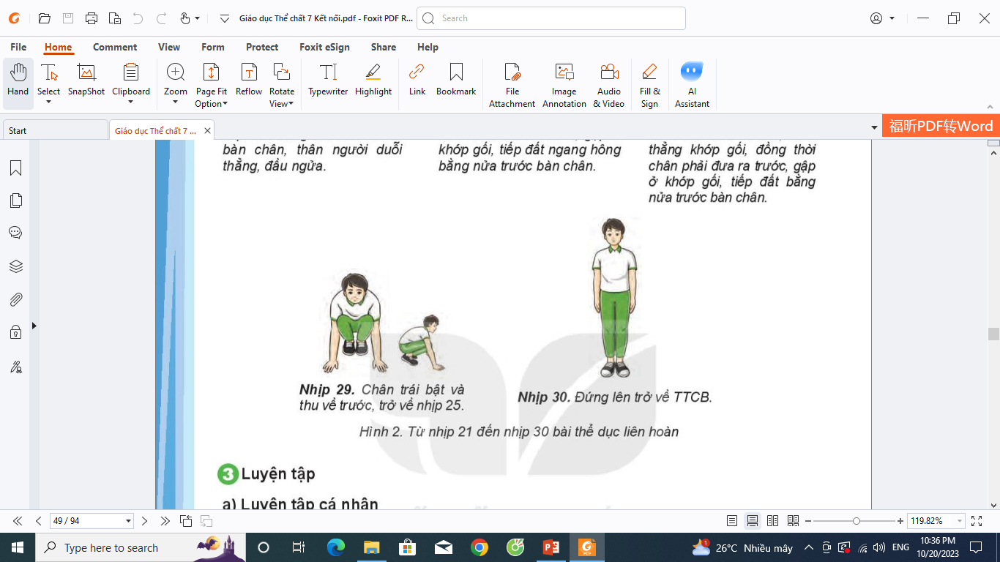 Giáo dục Thể chất 7 Kết nối.pdf - Foxit PDF R...
Search
File Home Comment View Form Protect Foxit eSign Share Help
Hand Select SnapShot Clipboard Zoom Page Fit Option Reflow Rotate View Typewriter Highlight Link Bookmark File Attachment Image Annotation Audio & Video Fill & Sign AI Assistant
Start
Giáo dục Thể chất 7 ...
福昕PDF转Word
bàn chân, thân người duỗi
thẳng, đầu ngửa.
khớp gối, tiếp đất ngang hông
bằng nửa trước bàn chân.
thẳng khớp gối, đồng thời
chân phải đưa ra trước, gập
ở khớp gối, tiếp đất bằng
nửa trước bàn chân.
Nhịp 29. Chân trái bật và
thu về trước, trở về nhịp 25.
Nhịp 30. Đứng lên trở về TTCB.
Hình 2. Từ nhịp 21 đến nhịp 30 bài thể dục liên hoàn
3 Luyện tập
a) Luyện tập cá nhân
49 / 94
119.82%
Type here to search
1
PDF
26°C Nhiều mây
ENG
10:36 PM
10/20/2023